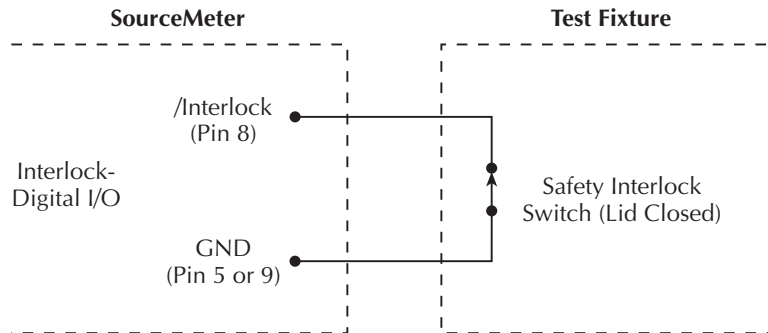 SourceMeter
Test Fixture
/Interlock
(Pin 8)
Interlock-
Digital I/O
Safety Interlock
Switch (Lid Closed)
GND
(Pin 5 or 9)